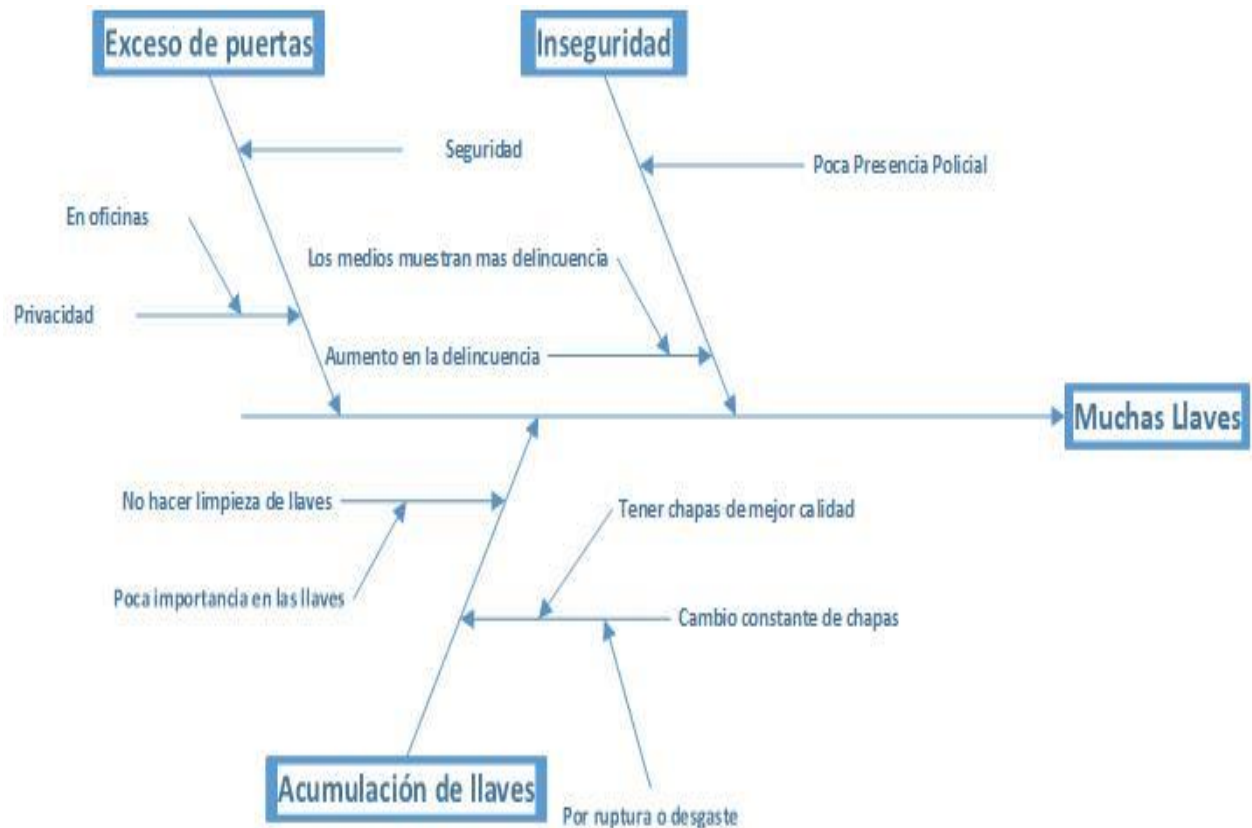 Exceso de puertas
Inseguridad
Seguridad
Poca Presencia Policial
En oficinas
Los medios muestran mas delincuencia
Privacidad
Aumento en la delincuencia
Muchas Llaves
No hacer limpieza de llaves
Tener chapas de mejor calidad
Poca importancia en las llaves
Cambio constante de chapas
Acumulación de llaves
Por ruptura o desgaste